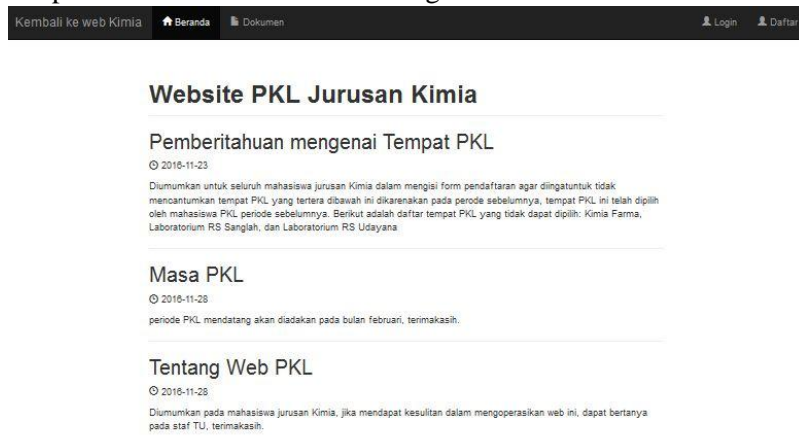 Kembali ke web Kimia Beranda Dokumen Login Daftar
Website PKL Jurusan Kimia
Pemberitahuan mengenai Tempat PKL
2016-11-23
Diumumkan untuk seluruh mahasiswa jurusan Kimia dalam mengisi form pendaftaran agar diingatuntuk tidak
mencantumkan tempat PKL yang tertera dibawah ini dikarenakan pada perode sebelumnya, tempat PKL ini telah dipilih
oleh mahasiswa PKL periode sebelumnya. Berikut adalah daftar tempat PKL yang tidak dapat dipilih: Kimia Farma,
Laboratorium RS Sanglah, dan Laboratorium RS Udayana
Masa PKL
2016-11-28
periode PKL mendatang akan diadakan pada bulan februari, terimakasih.
Tentang Web PKL
2016-11-28
Diumumkan pada mahasiswa jurusan Kimia, jika mendapat kesulitan dalam mengoperasikan web ini, dapat bertanya
pada staf TU, terimakasih.